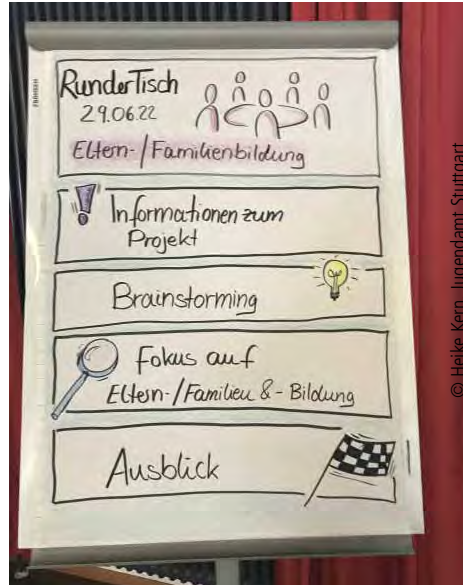 Runder Tisch
29.06.22
Eltern-/Familienbildung
Informationen zum
Projekt
Brainstorming
Fokus auf
Eltern-/Familien & - Bildung
Ausblick
© Heike Kern, Jugendamt Stuttgart